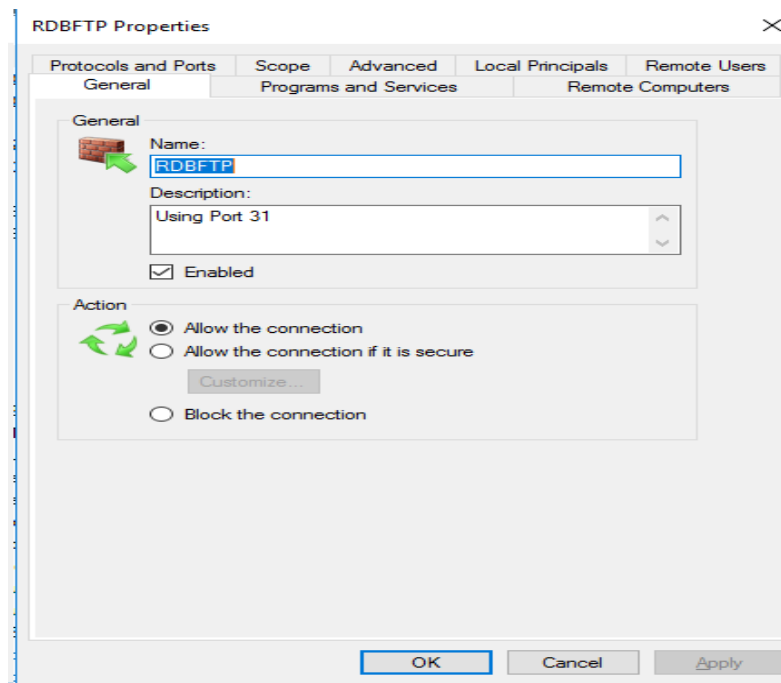 RDBFTP Properties
Protocols and Ports Scope Advanced Local Principals Remote Users
General Programs and Services Remote Computers
General
Name:
RDBFTP
Description:
Using Port 31
Enabled
Action
Allow the connection
Allow the connection if it is secure
Customize...
Block the connection
OK Cancel Apply